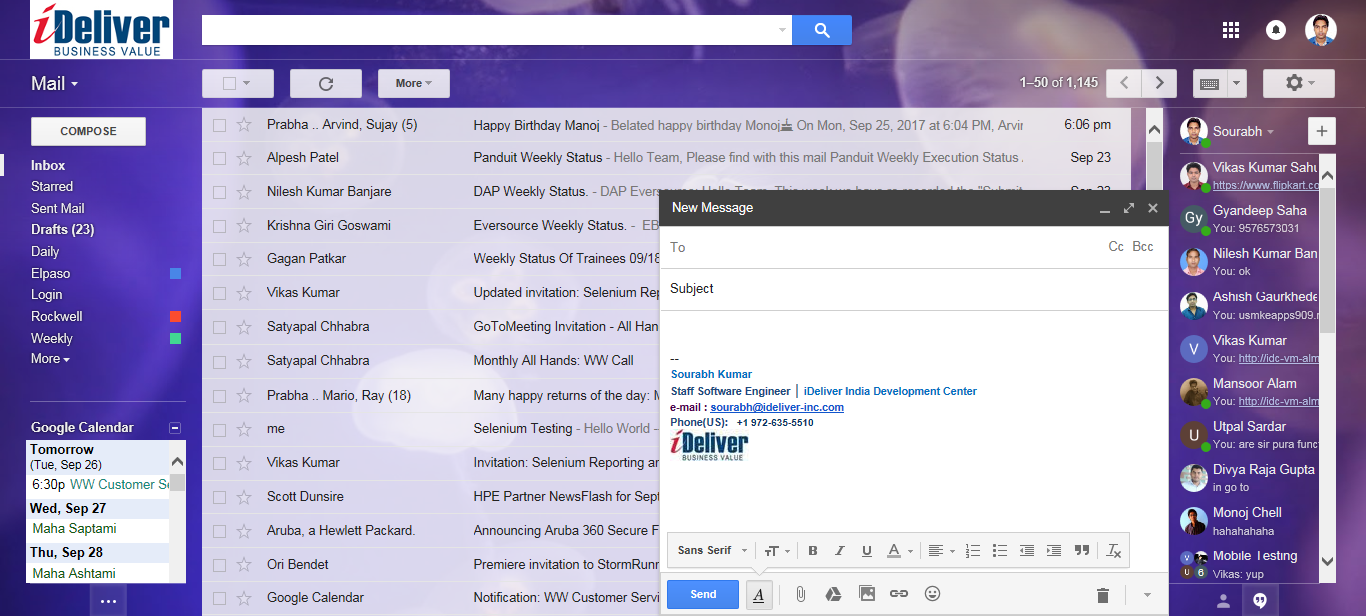 iDeliver
BUSINESS VALUE
Mail
More
1–50 of 1,145
COMPOSE
Inbox
Starred
Sent Mail
Drafts (23)
Daily
Elpaso
Login
Rockwell
Weekly
More
Google Calendar
Tomorrow
(Tue, Sep 26)
6:30p WW Customer Se
Wed, Sep 27
Maha Saptami
Thu, Sep 28
Maha Ashtami
Prabha .. Arvind, Sujay (5) Happy Birthday Manoj - Belated happy birthday Monoj On Mon, Sep 25, 2017 at 6:04 PM, Arvin 6:06 pm
Alpesh Patel Panduit Weekly Status - Hello Team, Please find with this mail Panduit Weekly Execution Status . Sep 23
Nilesh Kumar Banjare DAP Weekly Status. - DAP Eversource: Hello Team, This week we have re-recorded the "Submit Sep 23
Krishna Giri Goswami Eversource Weekly Status. - EB
Gagan Patkar Weekly Status Of Trainees 09/18
Vikas Kumar Updated invitation: Selenium Rep
Satyapal Chhabra GoToMeeting Invitation - All Han
Satyapal Chhabra Monthly All Hands: WW Call
Prabha .. Mario, Ray (18) Many happy returns of the day: M
me Selenium Testing - Hello World -
Vikas Kumar Invitation: Selenium Reporting an
Scott Dunsire HPE Partner NewsFlash for Sept
Aruba, a Hewlett Packard. Announcing Aruba 360 Secure F
Ori Bendet Premiere invitation to StormRunn
Google Calendar Notification: WW Customer Servi
New Message
To Cc Bcc
Subject
--
Sourabh Kumar
Staff Software Engineer | iDeliver India Development Center
e-mail : sourabh@ideliver-inc.com
Phone(US): +1 972-635-5510
iDeliver
BUSINESS VALUE
Sans Serif
Send
Sourabh
Vikas Kumar Sahu
https://www.flipkart.co
Gy
Gyandeep Saha
You: 9576573031
Nilesh Kumar Ban
You: ok
Ashish Gaurkhede
You: usmkeapps909.r
V
Vikas Kumar
You: http://idc-vm-alm
Mansoor Alam
You: http://idc-vm-alm
U
Utpal Sardar
You: are sir pura func
Divya Raja Gupta
in go to
Monoj Chell
hahahahaha
V
U 6
Mobile Testing
Vikas: yup